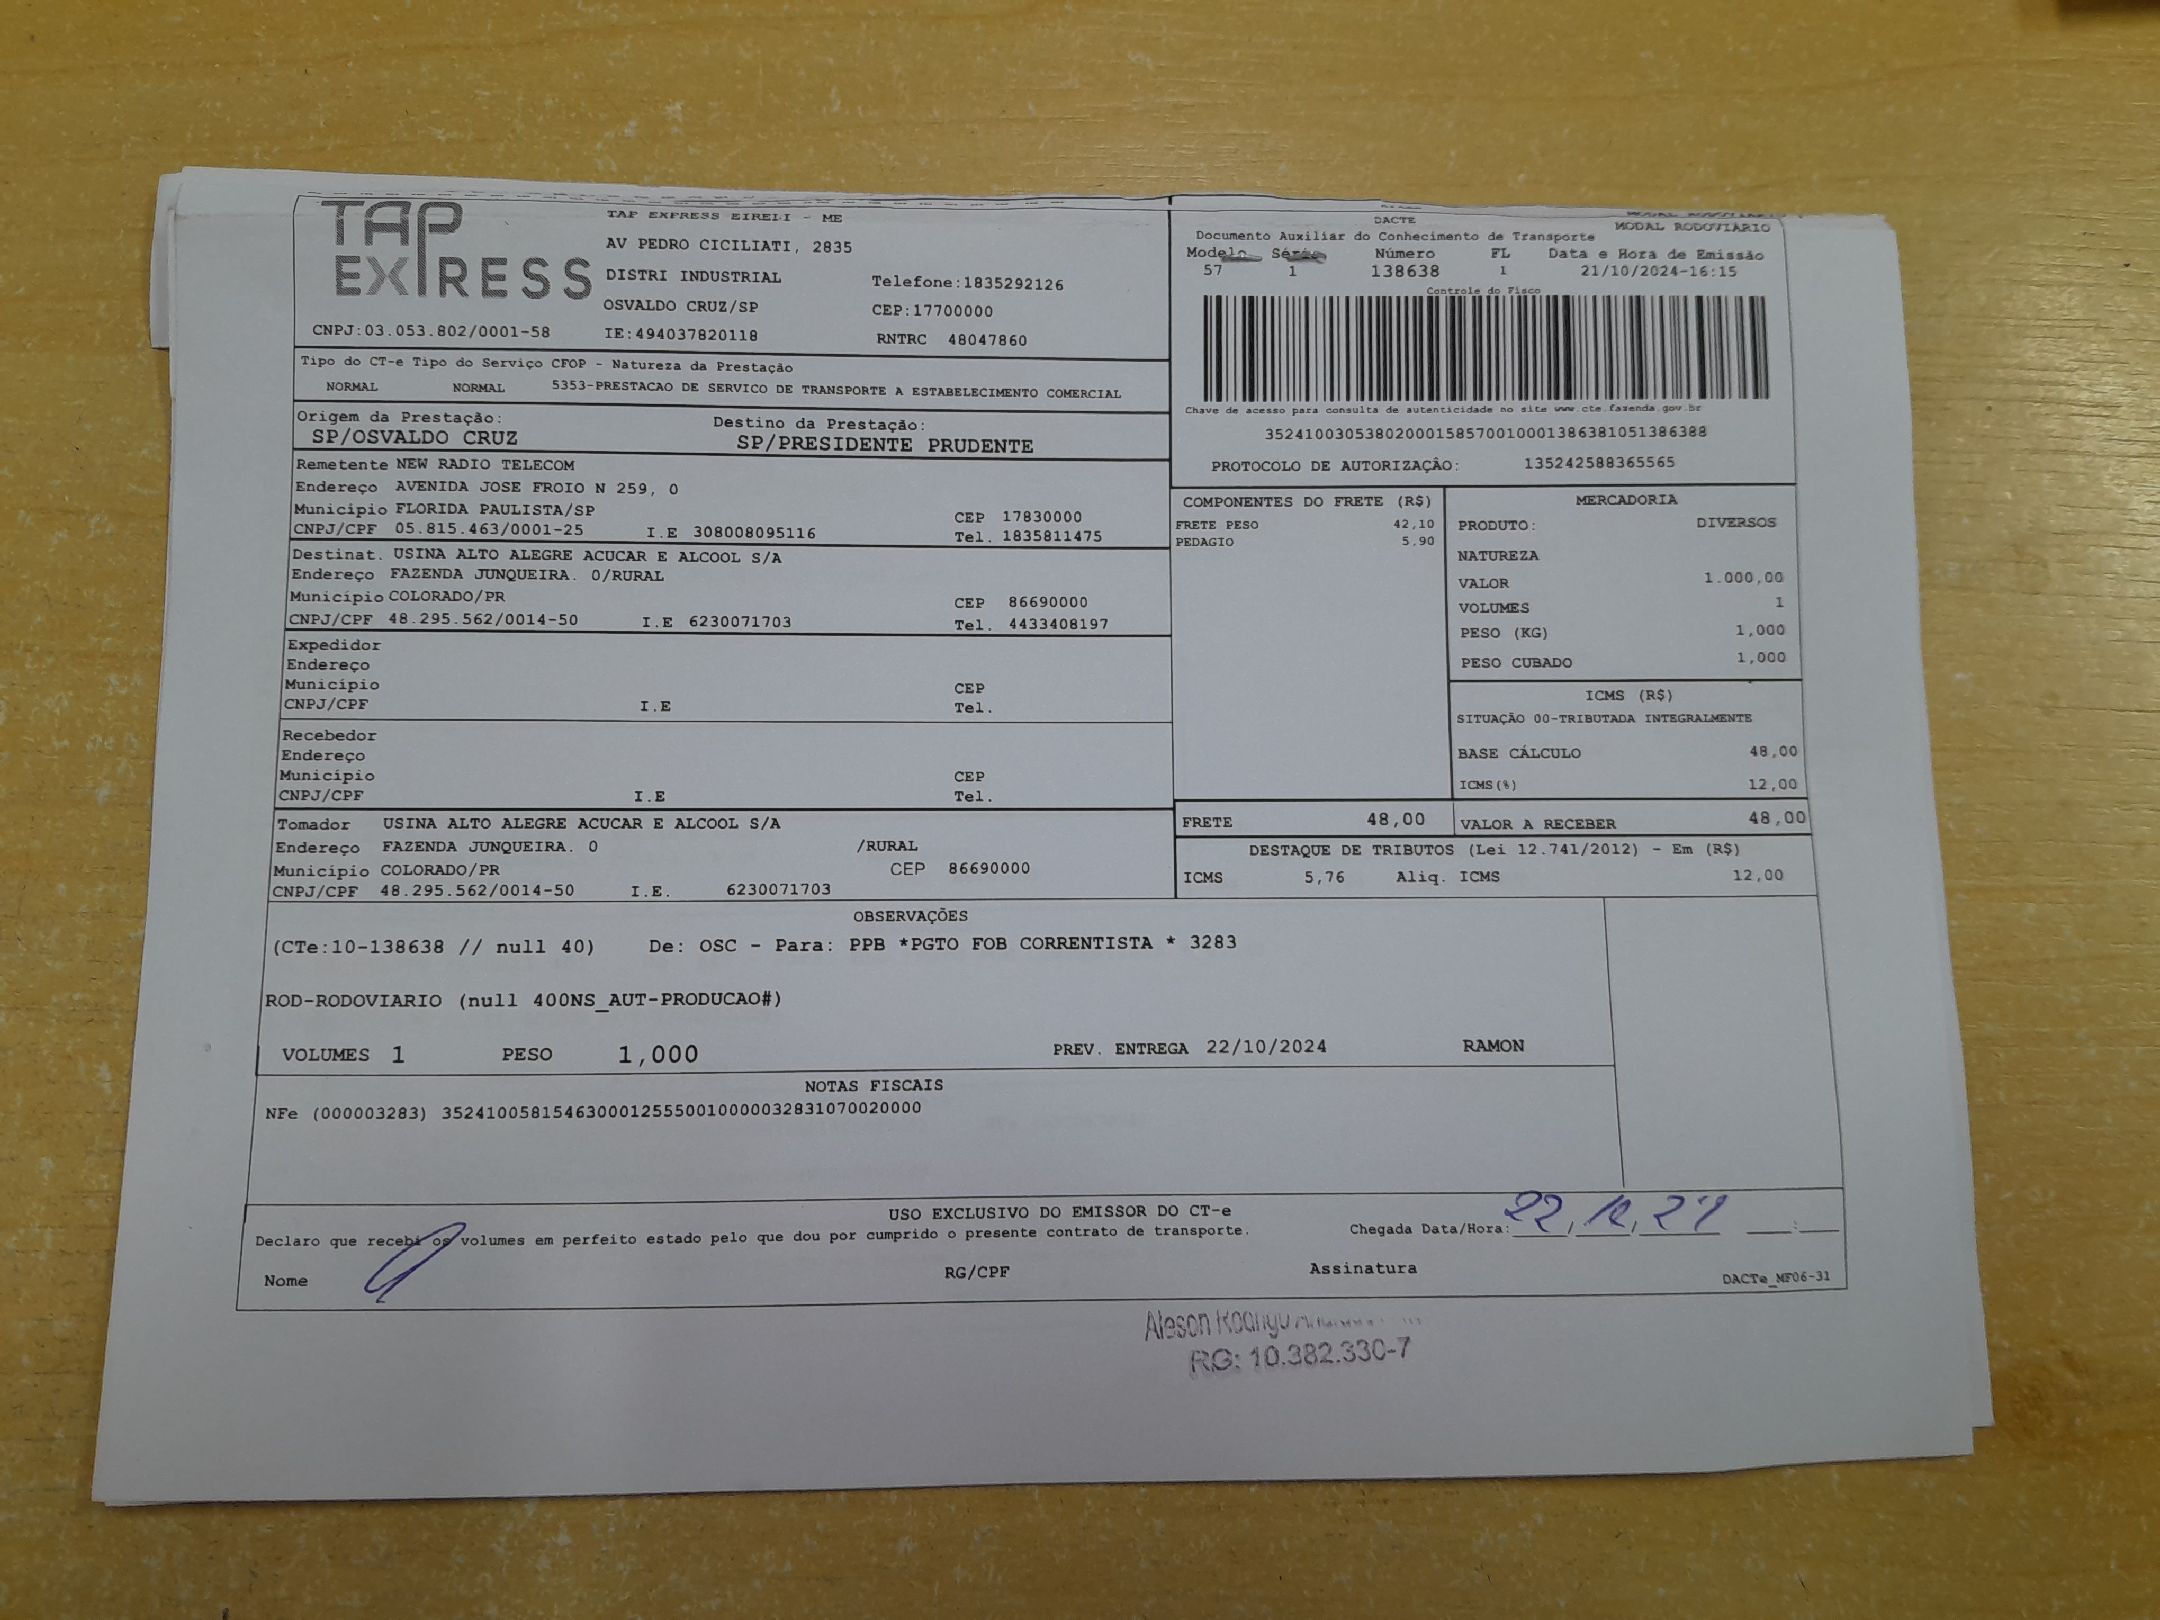 TAP EXPRESS
TAP EXPRESS EIRELI - ME
AV PEDRO CICILIATI, 2835
DISTRI INDUSTRIAL Telefone:1835292126
OSVALDO CRUZ/SP CEP:17700000
CNPJ:03.053.802/0001-58 IE:494037820118 RNTRC 48047860
DACTE
MODAL RODOVIARIO
Documento Auxiliar do Conhecimento de Transporte
Modelo Série Número FL Data e Hora de Emissão
57 1 138638 1 21/10/2024-16:15
Controle do Fisco
Chave de acesso para consulta de autenticidade no site www.cte.fazenda.gov.br
35241003053802000158570010001386381051386388
PROTOCOLO DE AUTORIZAÇÃO: 135242588365565
Tipo do CT-e Tipo do Serviço CFOP - Natureza da Prestação
NORMAL NORMAL 5353-PRESTACAO DE SERVICO DE TRANSPORTE A ESTABELECIMENTO COMERCIAL
Origem da Prestação: Destino da Prestação:
SP/OSVALDO CRUZ SP/PRESIDENTE PRUDENTE
Remetente NEW RADIO TELECOM
Endereço AVENIDA JOSE FROIO N 259, 0
Município FLORIDA PAULISTA/SP CEP 17830000
CNPJ/CPF 05.815.463/0001-25 I.E 308008095116 Tel. 1835811475
Destinat. USINA ALTO ALEGRE ACUCAR E ALCOOL S/A
Endereço FAZENDA JUNQUEIRA. 0/RURAL
Município COLORADO/PR CEP 86690000
CNPJ/CPF 48.295.562/0014-50 I.E 6230071703 Tel. 4433408197
Expedidor
Endereço
Município CEP
CNPJ/CPF I.E Tel.
Recebedor
Endereço
Município CEP
CNPJ/CPF I.E Tel.
Tomador USINA ALTO ALEGRE ACUCAR E ALCOOL S/A
Endereço FAZENDA JUNQUEIRA. 0 /RURAL
Município COLORADO/PR CEP 86690000
CNPJ/CPF 48.295.562/0014-50 I.E. 6230071703
COMPONENTES DO FRETE (R$)
FRETE PESO 42,10
PEDAGIO 5,90
MERCADORIA
PRODUTO: DIVERSOS
NATUREZA
VALOR 1.000,00
VOLUMES 1
PESO (KG) 1,000
PESO CUBADO 1,000
ICMS (R$)
SITUAÇÃO 00-TRIBUTADA INTEGRALMENTE
BASE CÁLCULO 48,00
ICMS(%) 12,00
FRETE 48,00 VALOR A RECEBER 48,00
DESTAQUE DE TRIBUTOS (Lei 12.741/2012) - Em (R$)
ICMS 5,76 Aliq. ICMS 12,00
OBSERVAÇÕES
(CTe:10-138638 // null 40) De: OSC - Para: PPB *PGTO FOB CORRENTISTA * 3283
ROD-RODOVIARIO (null 400NS_AUT-PRODUCAO#)
VOLUMES 1 PESO 1,000 PREV. ENTREGA 22/10/2024 RAMON
NOTAS FISCAIS
NFe (000003283) 35241005815463000125550010000032831070020000
USO EXCLUSIVO DO EMISSOR DO CT-e
Declaro que recebi os volumes em perfeito estado pelo que dou por cumprido o presente contrato de transporte. Chegada Data/Hora: 22/
Nome RG/CPF Assinatura DACTe_MF06-31
RG: 10.382.330-7